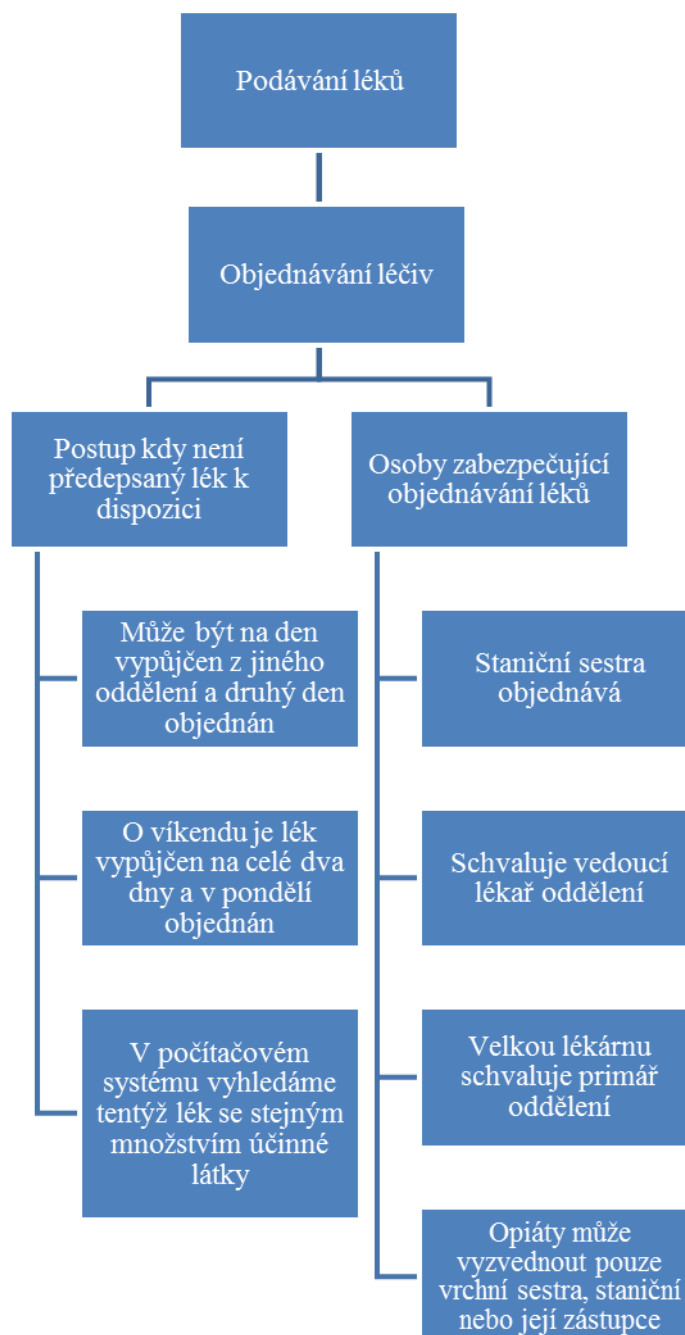 Podávání léků
Objednávání léčiv
Postup kdy není
předepsaný lék k
dispozici
Může být na den
vypůjčen z jiného
oddělení a druhý den
objednán
O víkendu je lék
vypůjčen na celé dva
dny a v pondělí
objednán
V počítačovém
systému vyhledáme
tentýž lék se stejným
množstvím účinné
látky
Osoby zabezpečující
objednávání léků
Staniční sestra
objednává
Schvaluje vedoucí
lékař oddělení
Velkou lékárnu
schvaluje primář
oddělení
Opiáty může
vyzvednout pouze
vrchní sestra, staniční
nebo její zástupce